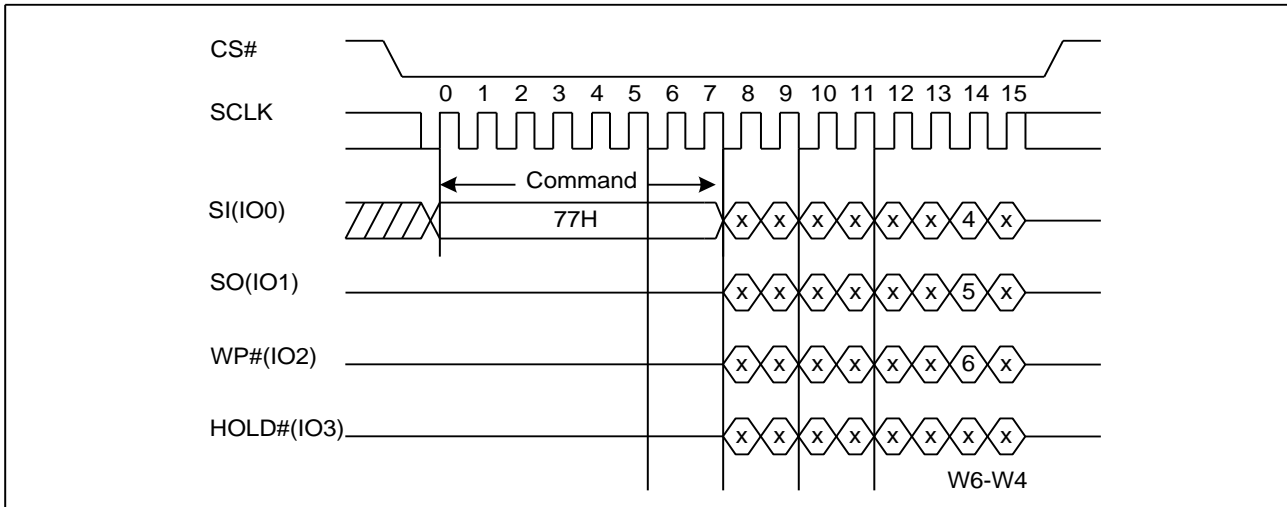 CS#
0 1 2 3 4 5 6 7 8 9 10 11 12 13 14 15
SCLK
Command
SI(IO0)
77H
x x x x x x 4 x
SO(IO1)
x x x x x x 5 x
WP#(IO2)
x x x x x x 6 x
HOLD#(IO3)
x x x x x x x x
W6-W4